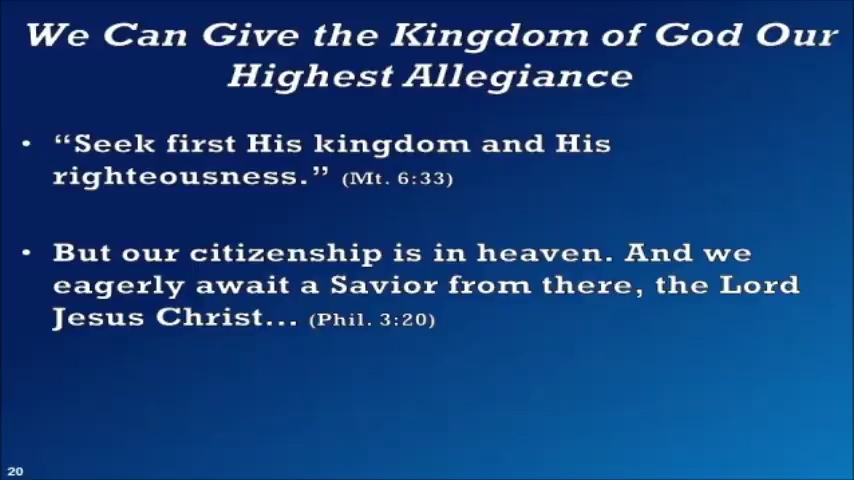 We Can Give the Kingdom of God Our
Highest Allegiance
• “Seek first His kingdom and His
righteousness.” (Mt. 6:33)
• But our citizenship is in heaven. And we
eagerly await a Savior from there, the Lord
Jesus Christ... (Phil. 3:20)
20